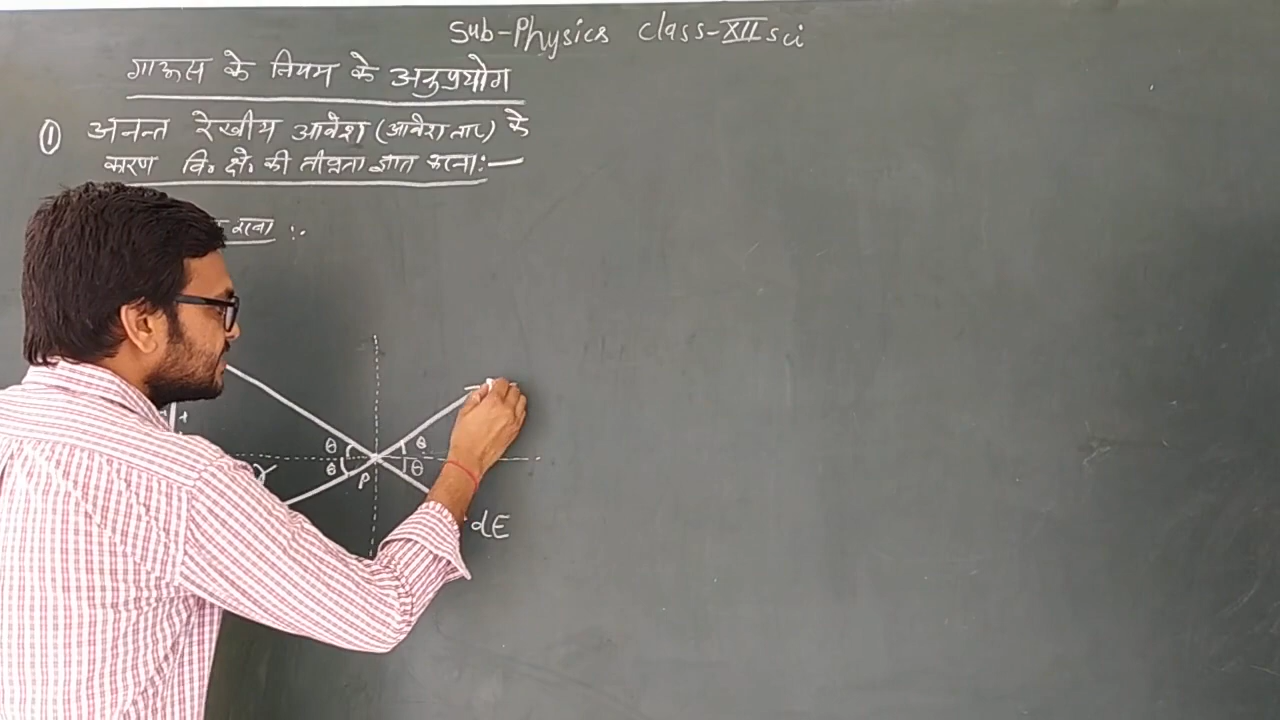 Sub-Physics class-XII sci
गाऊस के नियम के अनुप्रयोग
① अनन्त रेखीय आवेश (आवेश तार) के
कारण वि॰ क्षे॰ की तीव्रता ज्ञात करना:—
θ θ
θ θ
r P
dE